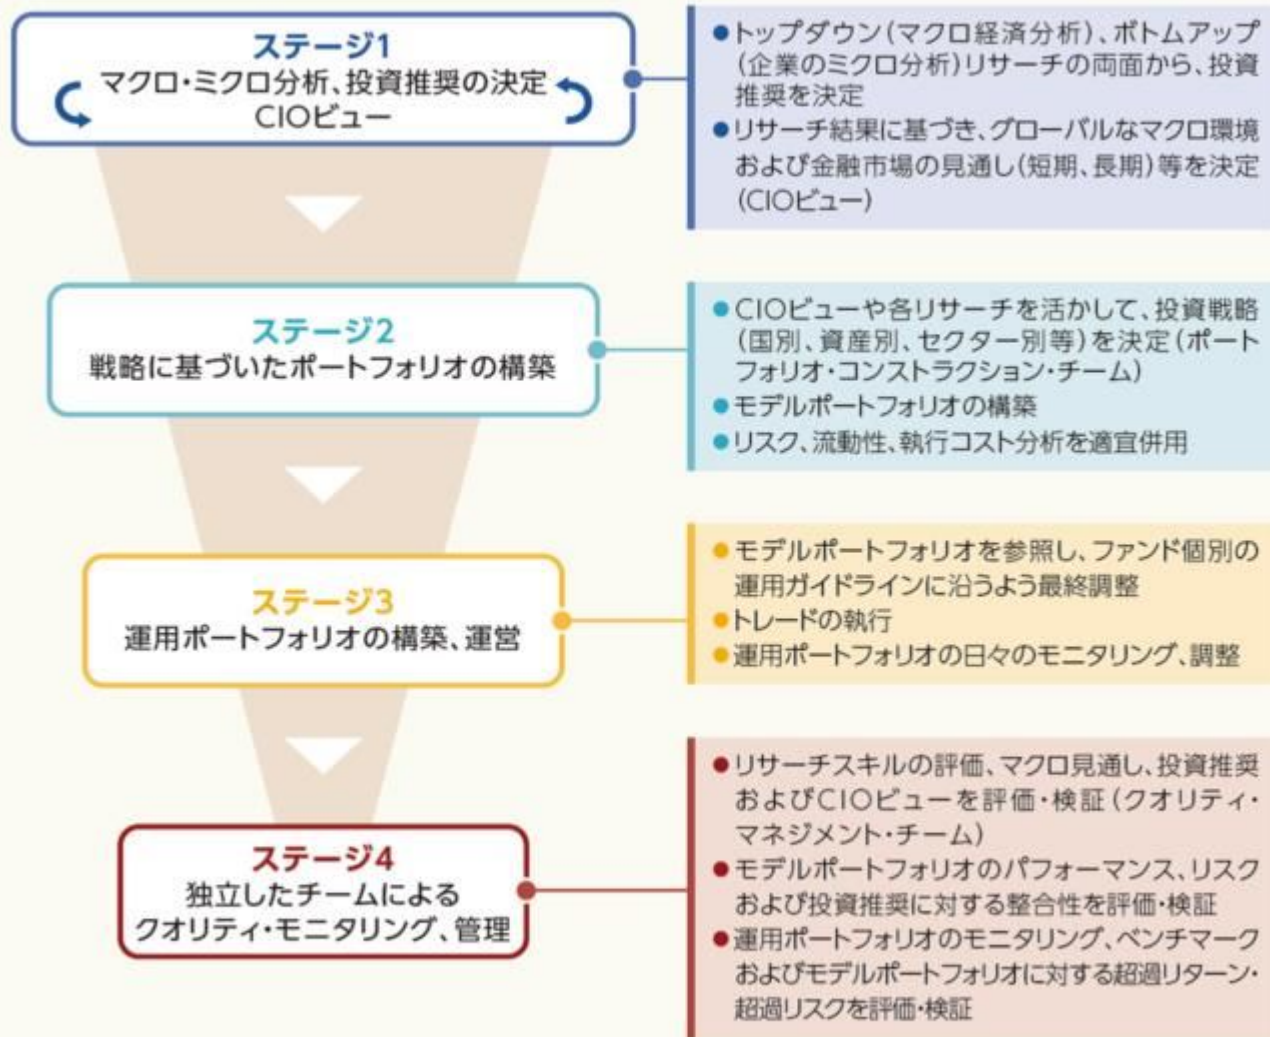 ステージ1
マクロ・ミクロ分析、投資推奨の決定
CIOビュー
●トップダウン(マクロ経済分析)、ボトムアップ
(企業のミクロ分析)リサーチの両面から、投資
推奨を決定
●リサーチ結果に基づき、グローバルなマクロ環境
および金融市場の見通し(短期、長期)等を決定
(CIOビュー)
ステージ2
戦略に基づいたポートフォリオの構築
●CIOビューや各リサーチを活かして、投資戦略
(国別、資産別、セクター別等)を決定(ポート
フォリオ・コンストラクション・チーム)
●モデルポートフォリオの構築
●リスク、流動性、執行コスト分析を適宜併用
ステージ3
運用ポートフォリオの構築、運営
●モデルポートフォリオを参照し、ファンド個別の
運用ガイドラインに沿うよう最終調整
●トレードの執行
●運用ポートフォリオの日々のモニタリング、調整
ステージ4
独立したチームによる
クオリティ・モニタリング、管理
●リサーチスキルの評価、マクロ見通し、投資推奨
およびCIOビューを評価・検証(クオリティ・
マネジメント・チーム)
●モデルポートフォリオのパフォーマンス、リスク
および投資推奨に対する整合性を評価・検証
●運用ポートフォリオのモニタリング、ベンチマーク
およびモデルポートフォリオに対する超過リターン・
超過リスクを評価・検証